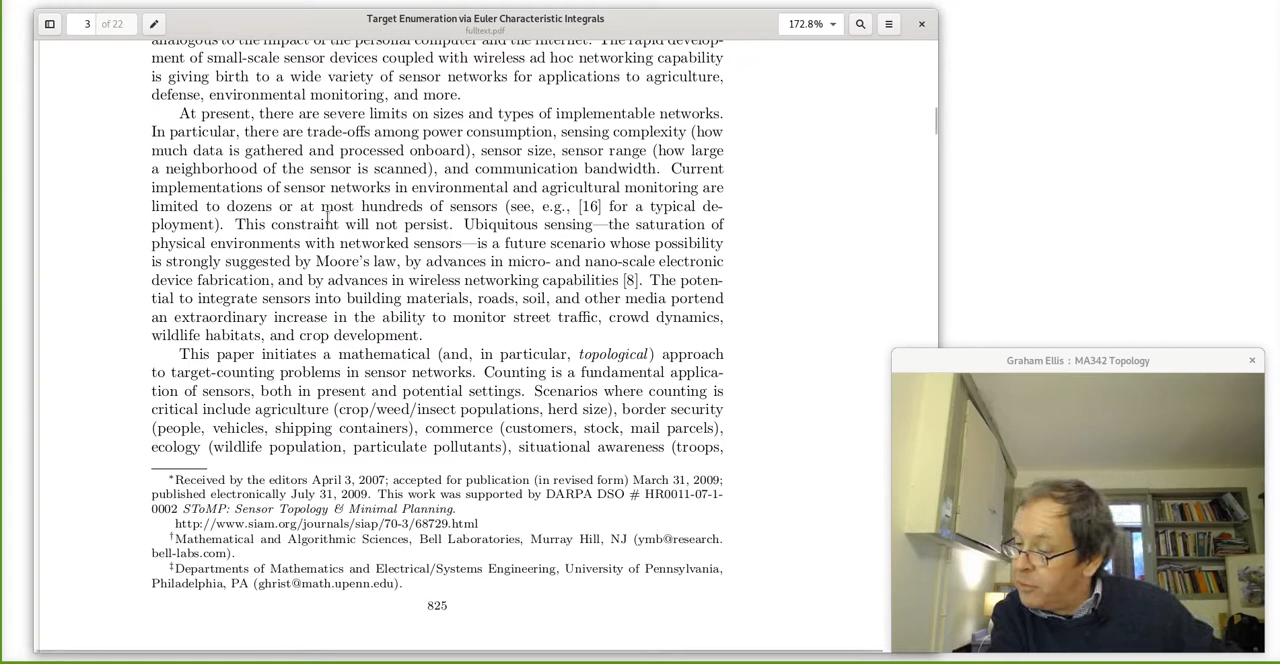 3 of 22
Target Enumeration via Euler Characteristic Integrals
fulltext.pdf
172.8%
analogous to the impact of the personal computer and the internet. The rapid develop-
ment of small-scale sensor devices coupled with wireless ad hoc networking capability
is giving birth to a wide variety of sensor networks for applications to agriculture,
defense, environmental monitoring, and more.
At present, there are severe limits on sizes and types of implementable networks.
In particular, there are trade-offs among power consumption, sensing complexity (how
much data is gathered and processed onboard), sensor size, sensor range (how large
a neighborhood of the sensor is scanned), and communication bandwidth. Current
implementations of sensor networks in environmental and agricultural monitoring are
limited to dozens or at most hundreds of sensors (see, e.g., [16] for a typical de-
ployment). This constraint will not persist. Ubiquitous sensing—the saturation of
physical environments with networked sensors—is a future scenario whose possibility
is strongly suggested by Moore's law, by advances in micro- and nano-scale electronic
device fabrication, and by advances in wireless networking capabilities [8]. The poten-
tial to integrate sensors into building materials, roads, soil, and other media portend
an extraordinary increase in the ability to monitor street traffic, crowd dynamics,
wildlife habitats, and crop development.
This paper initiates a mathematical (and, in particular, topological) approach
to target-counting problems in sensor networks. Counting is a fundamental applica-
tion of sensors, both in present and potential settings. Scenarios where counting is
critical include agriculture (crop/weed/insect populations, herd size), border security
(people, vehicles, shipping containers), commerce (customers, stock, mail parcels),
ecology (wildlife population, particulate pollutants), situational awareness (troops,
*Received by the editors April 3, 2007; accepted for publication (in revised form) March 31, 2009;
published electronically July 31, 2009. This work was supported by DARPA DSO # HR0011-07-1-
0002 SToMP: Sensor Topology & Minimal Planning.
http://www.siam.org/journals/siap/70-3/68729.html
†Mathematical and Algorithmic Sciences, Bell Laboratories, Murray Hill, NJ (ymb@research.
bell-labs.com).
‡Departments of Mathematics and Electrical/Systems Engineering, University of Pennsylvania,
Philadelphia, PA (ghrist@math.upenn.edu).
825
Graham Ellis : MA342 Topology